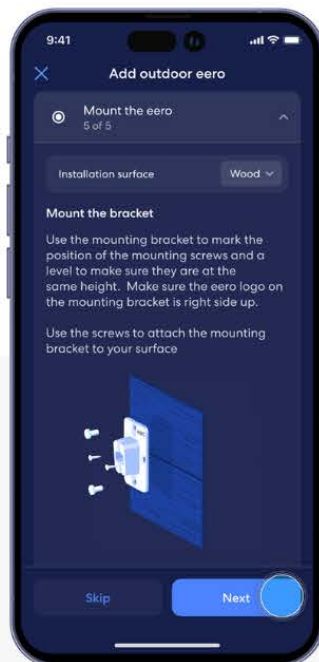 9:41
Add outdoor eero
Mount the eero
5 of 5
Installation surface
Wood
Mount the bracket
Use the mounting bracket to mark the
position of the mounting screws and a
level to make sure they are at the
same height. Make sure the eero logo on
the mounting bracket is right side up.
Use the screws to attach the mounting
bracket to your surface
Skip
Next